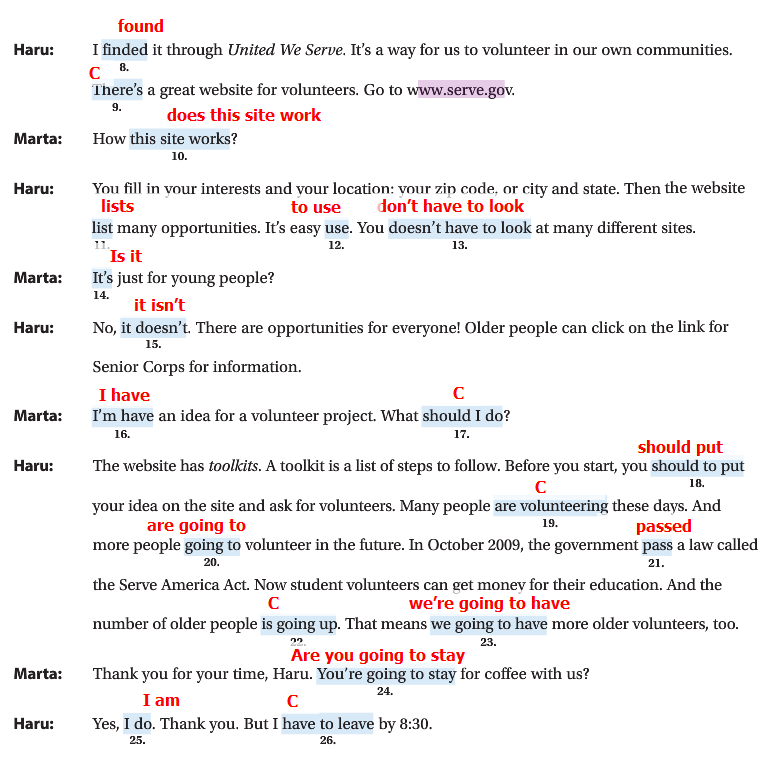 found
Haru: I finded it through United We Serve. It's a way for us to volunteer in our own communities.
8.
C
There's a great website for volunteers. Go to www.serve.gov.
9.
does this site work
Marta: How this site works?
10.
Haru: You fill in your interests and your location: your zip code, or city and state. Then the website
lists to use don't have to look
list many opportunities. It's easy use. You doesn't have to look at many different sites.
11. 12. 13.
Is it
Marta: It's just for young people?
14.
it isn't
Haru: No, it doesn't. There are opportunities for everyone! Older people can click on the link for
15.
Senior Corps for information.
I have C
Marta: I'm have an idea for a volunteer project. What should I do?
16. 17.
should put
Haru: The website has toolkits. A toolkit is a list of steps to follow. Before you start, you should to put
18.
C
your idea on the site and ask for volunteers. Many people are volunteering these days. And
19.
are going to passed
more people going to volunteer in the future. In October 2009, the government pass a law called
20. 21.
the Serve America Act. Now student volunteers can get money for their education. And the
C we're going to have
number of older people is going up. That means we going to have more older volunteers, too.
22. 23.
Are you going to stay
Marta: Thank you for your time, Haru. You're going to stay for coffee with us?
24.
I am C
Haru: Yes, I do. Thank you. But I have to leave by 8:30.
25. 26.